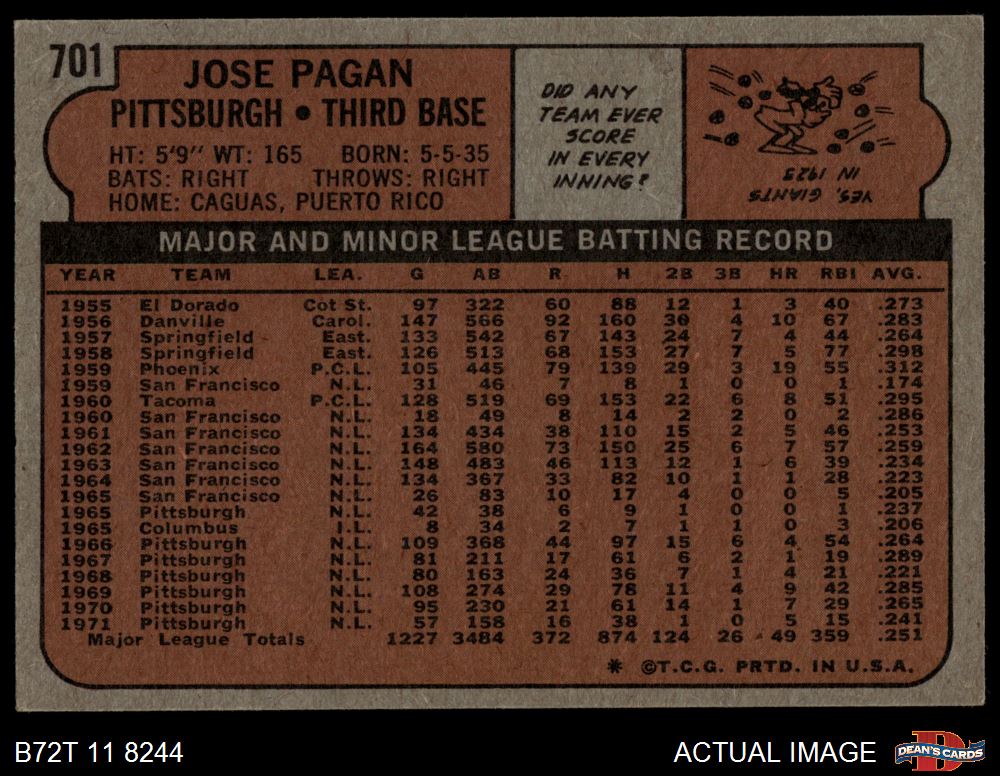 701
JOSE PAGAN
PITTSBURGH • THIRD BASE
HT: 5'9" WT: 165 BORN: 5-5-35
BATS: RIGHT THROWS: RIGHT
HOME: CAGUAS, PUERTO RICO
DID ANY
TEAM EVER
SCORE
IN EVERY
INNING?
YES, GIANTS
IN 1923
MAJOR AND MINOR LEAGUE BATTING RECORD
YEAR TEAM LEA. G AB R H 2B 3B HR RBI AVG.
1955 El Dorado Cot St. 97 322 60 88 12 1 3 40 .273
1956 Danville Carol. 147 566 92 160 30 4 10 67 .283
1957 Springfield East. 133 542 67 143 24 7 4 44 .264
1958 Springfield East. 126 513 68 153 27 7 5 77 .298
1959 Phoenix P.C.L. 105 445 79 139 29 3 19 55 .312
1959 San Francisco N.L. 31 46 7 8 1 0 0 1 .174
1960 Tacoma P.C.L. 128 519 69 153 22 6 8 51 .295
1960 San Francisco N.L. 18 49 8 14 2 2 0 2 .286
1961 San Francisco N.L. 134 434 38 110 15 2 5 46 .253
1962 San Francisco N.L. 164 580 73 150 25 6 7 57 .259
1963 San Francisco N.L. 148 483 46 113 12 1 6 39 .234
1964 San Francisco N.L. 134 367 33 82 10 1 1 28 .223
1965 San Francisco N.L. 26 83 10 17 4 0 0 5 .205
1965 Pittsburgh N.L. 42 38 6 9 1 0 0 1 .237
1965 Columbus I.L. 8 34 2 7 1 1 0 3 .206
1966 Pittsburgh N.L. 109 368 44 97 15 6 4 54 .264
1967 Pittsburgh N.L. 81 211 17 61 6 2 1 19 .289
1968 Pittsburgh N.L. 80 163 24 36 7 1 4 21 .221
1969 Pittsburgh N.L. 108 274 29 78 11 4 9 42 .285
1970 Pittsburgh N.L. 95 230 21 61 14 1 7 29 .265
1971 Pittsburgh N.L. 57 158 16 38 1 0 5 15 .241
Major League Totals 1227 3484 372 874 124 26 49 359 .251
* ©T.C.G. PRTD. IN U.S.A.
B72T 11 8244
ACTUAL IMAGE
D
DEAN'S CARDS